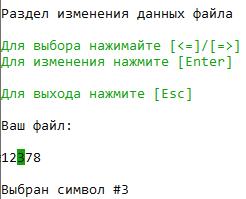 Раздел изменения данных файла
Для выбора нажимайте [<=]/[=>]
Для изменения нажмите [Enter]
Для выхода нажмите [Esc]
Ваш файл:
12378
Выбран символ #3